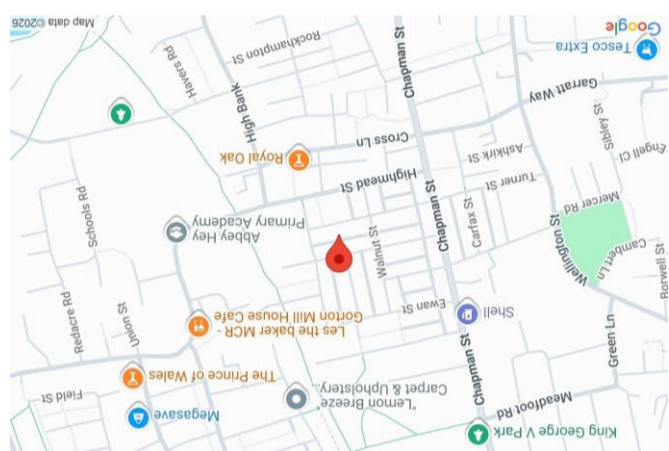 King George V Park
Meadfoot Rd
Green Ln
Chapman St
"Lemon Breeze"
Carpet & Upholstery...
Megasave
The Prince of Wales
Field St
Union St
Redacre Rd
Les the baker MCR -
Gorton Mill House Cafe
Shell
Ewan St
Borwell St
Cambert Ln
Wellington St
Mercer Rd
Carfax St
Chapman St
Walnut St
Abbey Hey
Primary Academy
Schools Rd
Turner St
Highmead St
Royal Oak
Engell Cl
Sibley St
Ashkirk St
Cross Ln
High Bank
Garratt Way
Chapman St
Havers Rd
Rockhampton St
Tesco Extra
Google
Map data ©2026